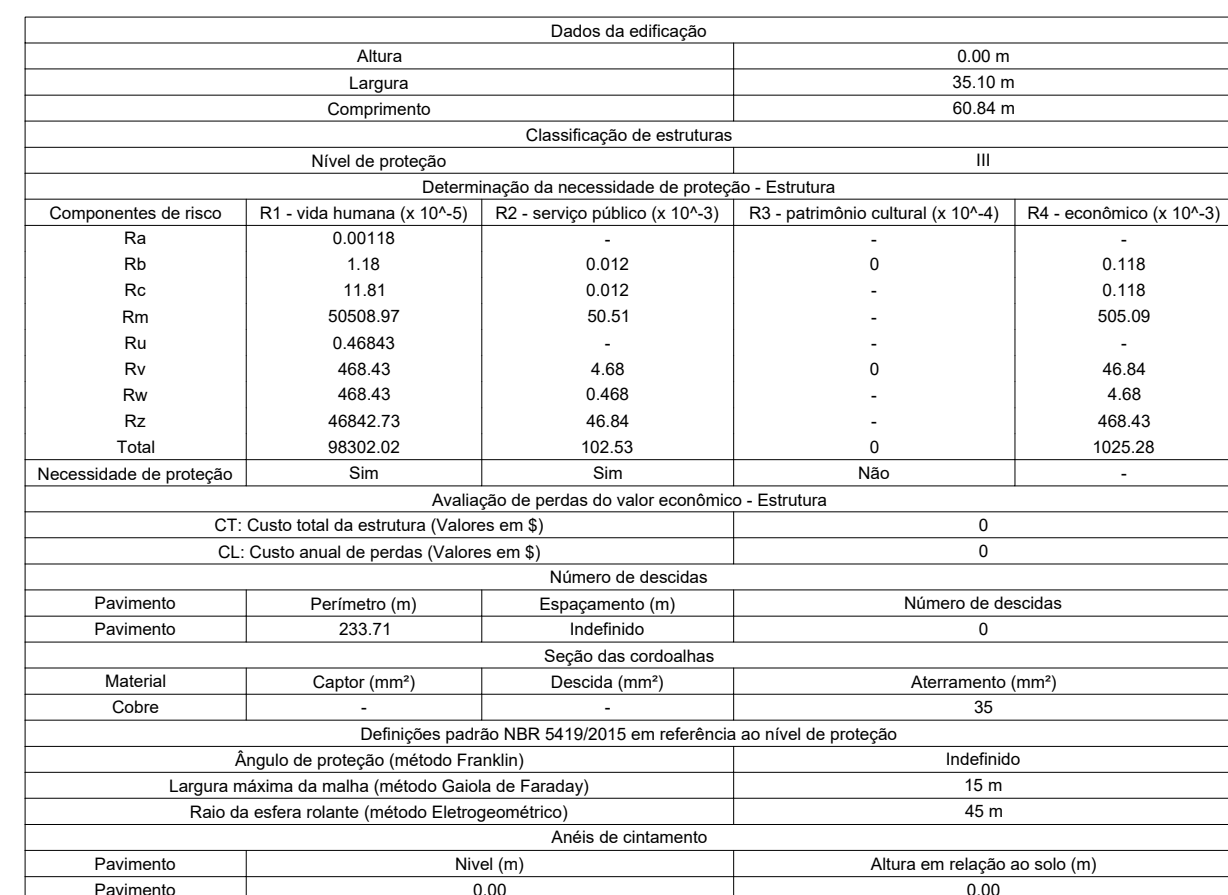 Dados da edificação
Altura 0.00 m
Largura 35.10 m
Comprimento 60.84 m
Classificação de estruturas
Nível de proteção III
Determinação da necessidade de proteção - Estrutura
Componentes de risco R1 - vida humana (x 10^-5) R2 - serviço público (x 10^-3) R3 - patrimônio cultural (x 10^-4) R4 - econômico (x 10^-3)
Ra 0.00118 - - -
Rb 1.18 0.012 0 0.118
Rc 11.81 0.012 - 0.118
Rm 50508.97 50.51 - 505.09
Ru 0.46843 - - -
Rv 468.43 4.68 0 46.84
Rw 468.43 0.468 - 4.68
Rz 46842.73 46.84 - 468.43
Total 98302.02 102.53 0 1025.28
Necessidade de proteção Sim Sim Não -
Avaliação de perdas do valor econômico - Estrutura
CT: Custo total da estrutura (Valores em $) 0
CL: Custo anual de perdas (Valores em $) 0
Número de descidas
Pavimento Perímetro (m) Espaçamento (m) Número de descidas
Pavimento 233.71 Indefinido 0
Seção das cordoalhas
Material Captor (mm²) Descida (mm²) Aterramento (mm²)
Cobre - - 35
Definições padrão NBR 5419/2015 em referência ao nível de proteção
Ângulo de proteção (método Franklin) Indefinido
Largura máxima da malha (método Gaiola de Faraday) 15 m
Raio da esfera rolante (método Eletrogeométrico) 45 m
Anéis de cintamento
Pavimento Nivel (m) Altura em relação ao solo (m)
Pavimento 0.00 0.00